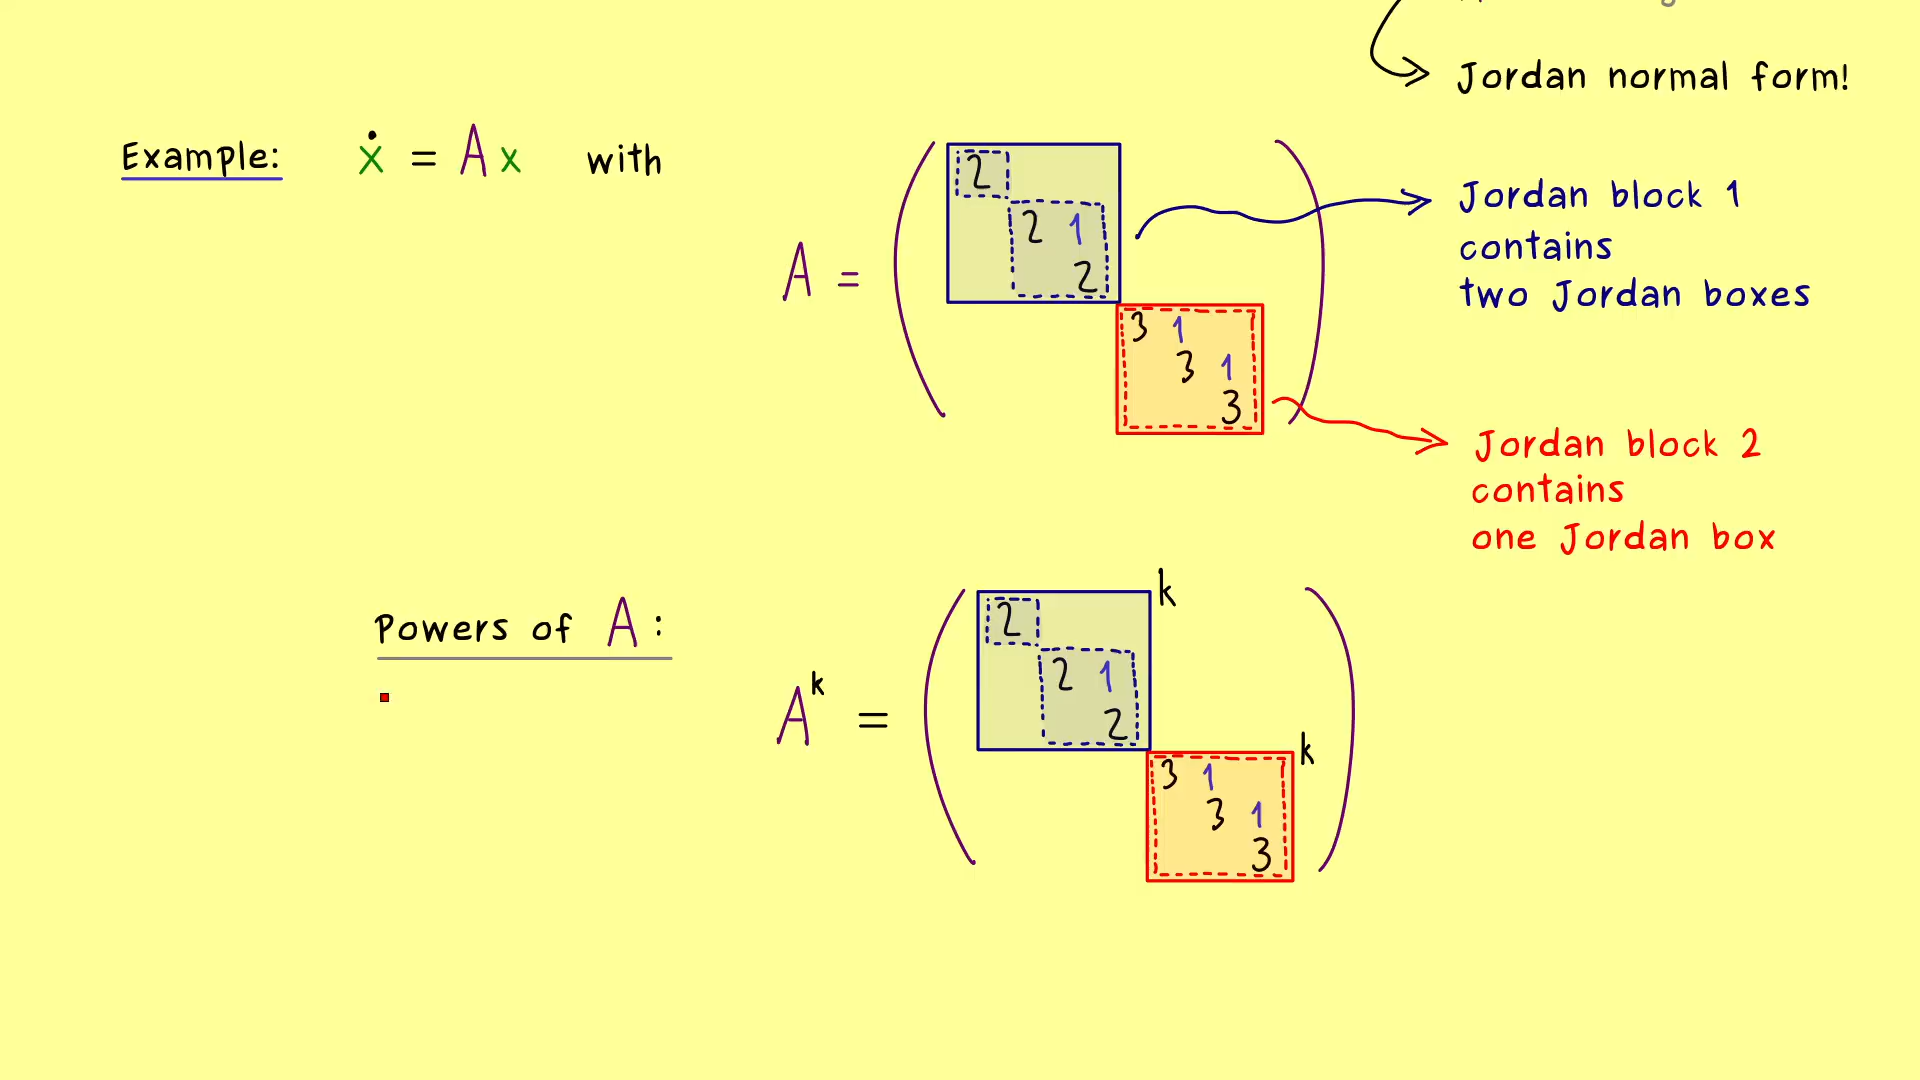 Jordan normal form!
Example: ẋ = A x with
A = ( 2
2 1
2
3 1
3 1
3 )
Jordan block 1
contains
two Jordan boxes
Jordan block 2
contains
one Jordan box
Powers of A :
A^k = ( 2
2 1
2 ^k
3 1
3 1
3 ^k )